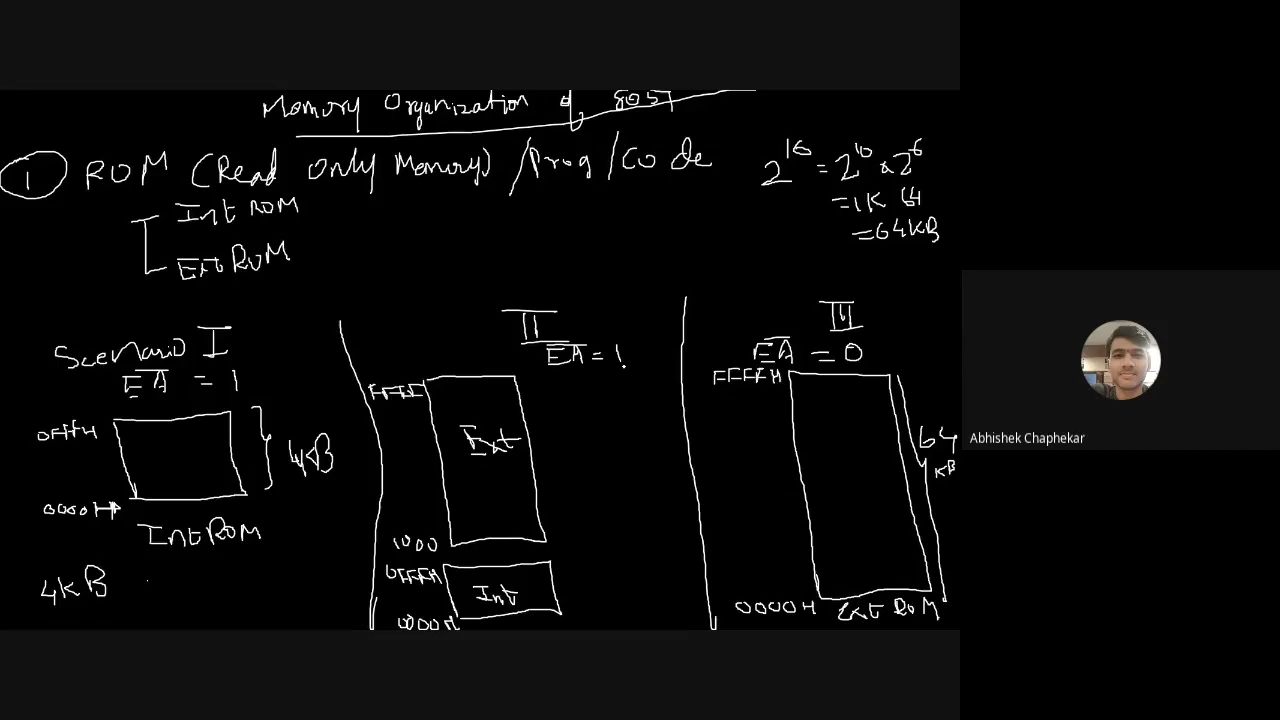 Memory Organization of 8051
1 ROM (Read Only Memory) /Prog/Code
2^16 = 2^10 x 2^6
= 1K 64
= 64KB
Int ROM
Ext ROM
Scenario I
EA = 1
0FFFH
4KB
0000H
Int ROM
4KB
II
EA = 1
FFFF
Ext
1000
0FFFH
Int
0000H
III
EA = 0
FFFFH
64
KB
0000H Ext ROM
Abhishek Chaphekar